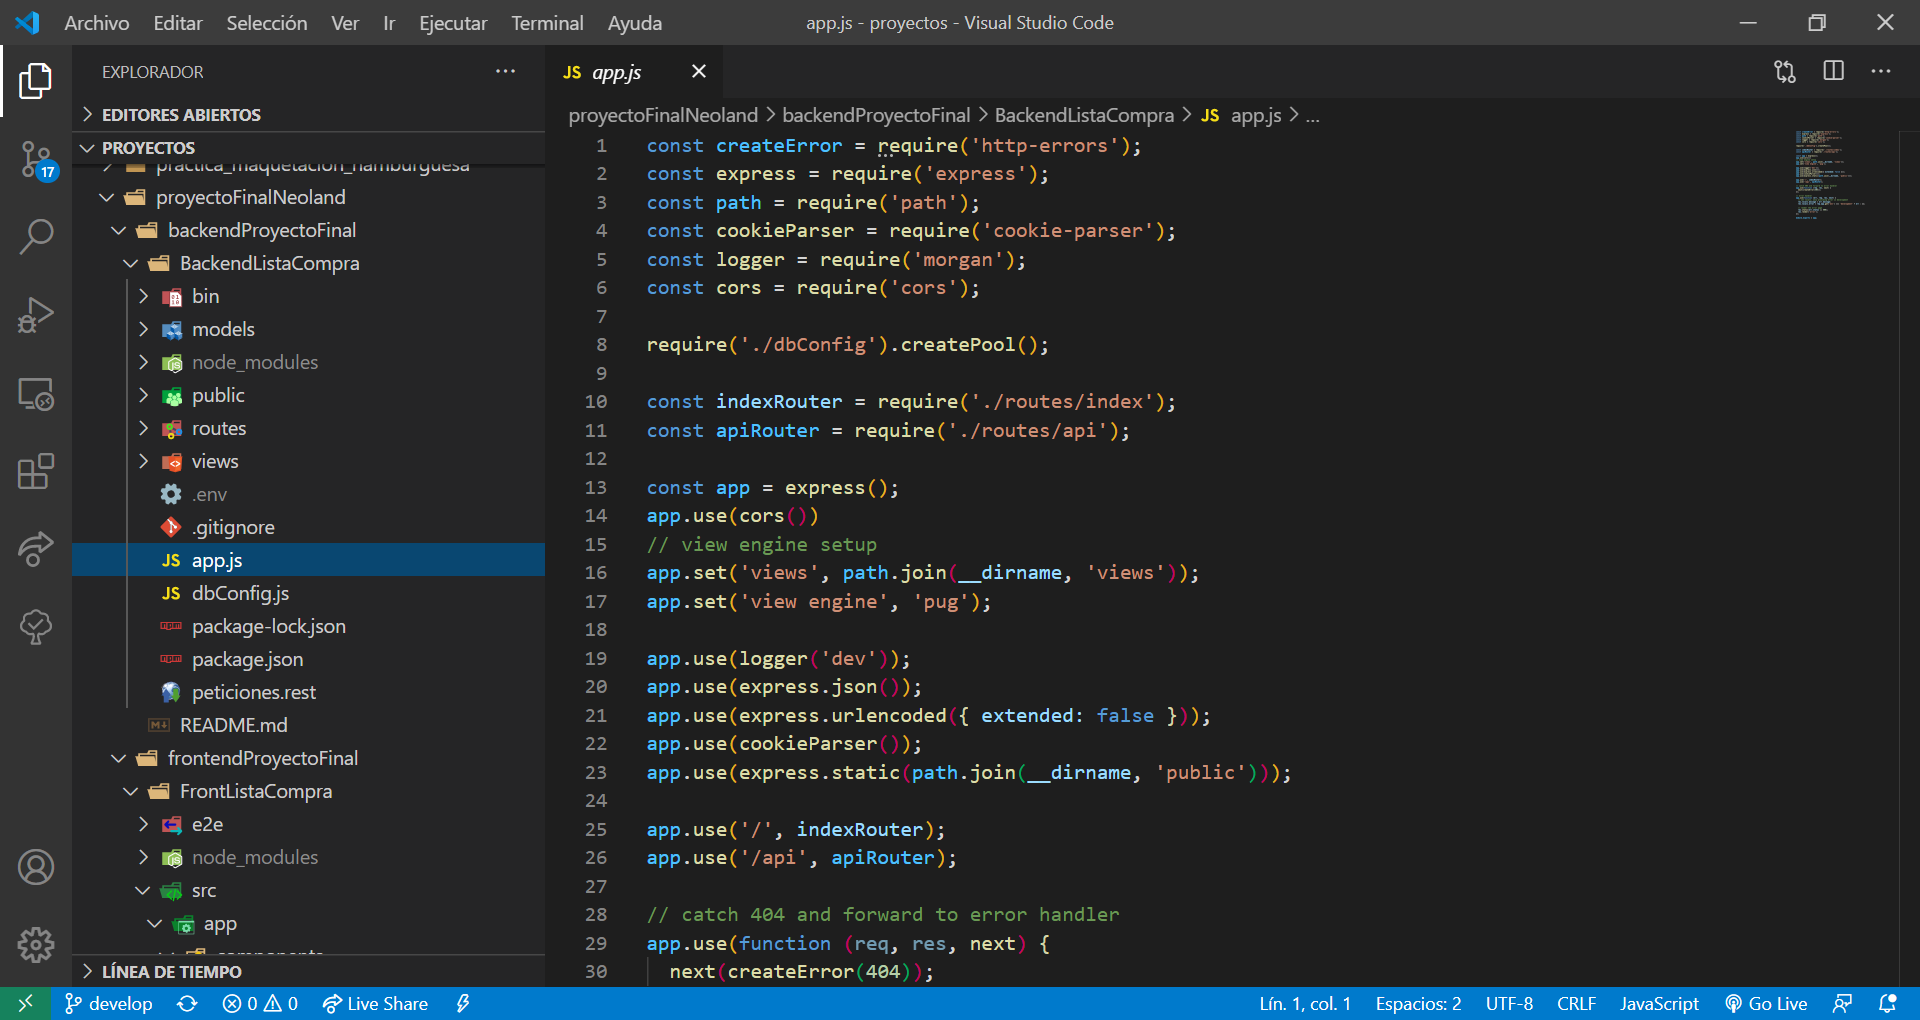 Archivo Editar Selección Ver Ir Ejecutar Terminal Ayuda
app.js - proyectos - Visual Studio Code
EXPLORADOR
EDITORES ABIERTOS
PROYECTOS
practica_maquetacion_hamburguesa
proyectoFinalNeoland
backendProyectoFinal
BackendListaCompra
bin
models
node_modules
public
routes
views
.env
.gitignore
JS app.js
JS dbConfig.js
package-lock.json
package.json
peticiones.rest
README.md
frontendProyectoFinal
FrontListaCompra
e2e
node_modules
src
app
components
LÍNEA DE TIEMPO
17
JS app.js
proyectoFinalNeoland > backendProyectoFinal > BackendListaCompra > JS app.js > ...
1 const createError = require('http-errors');
2 const express = require('express');
3 const path = require('path');
4 const cookieParser = require('cookie-parser');
5 const logger = require('morgan');
6 const cors = require('cors');
7
8 require('./dbConfig').createPool();
9
10 const indexRouter = require('./routes/index');
11 const apiRouter = require('./routes/api');
12
13 const app = express();
14 app.use(cors())
15 // view engine setup
16 app.set('views', path.join(__dirname, 'views'));
17 app.set('view engine', 'pug');
18
19 app.use(logger('dev'));
20 app.use(express.json());
21 app.use(express.urlencoded({ extended: false }));
22 app.use(cookieParser());
23 app.use(express.static(path.join(__dirname, 'public')));
24
25 app.use('/', indexRouter);
26 app.use('/api', apiRouter);
27
28 // catch 404 and forward to error handler
29 app.use(function (req, res, next) {
30 next(createError(404));
develop 0 0 Live Share
Lín. 1, col. 1 Espacios: 2 UTF-8 CRLF JavaScript Go Live